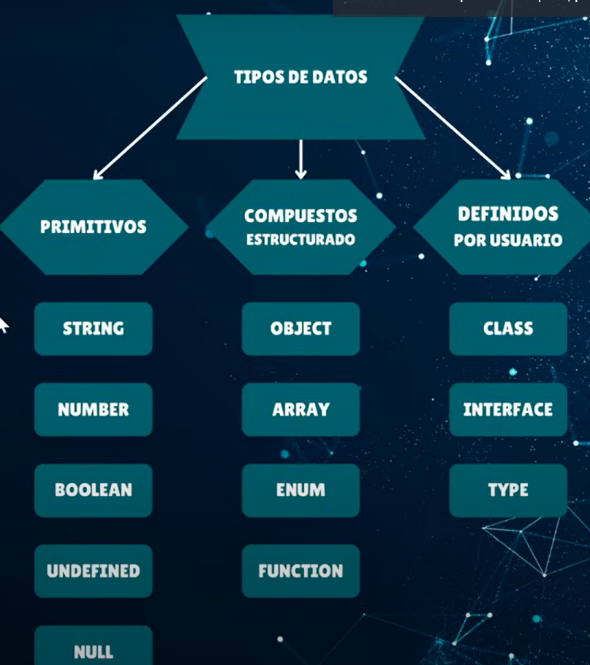 TIPOS DE DATOS
PRIMITIVOS
COMPUESTOS
ESTRUCTURADO
DEFINIDOS
POR USUARIO
STRING
OBJECT
CLASS
NUMBER
ARRAY
INTERFACE
BOOLEAN
ENUM
TYPE
UNDEFINED
FUNCTION
NULL